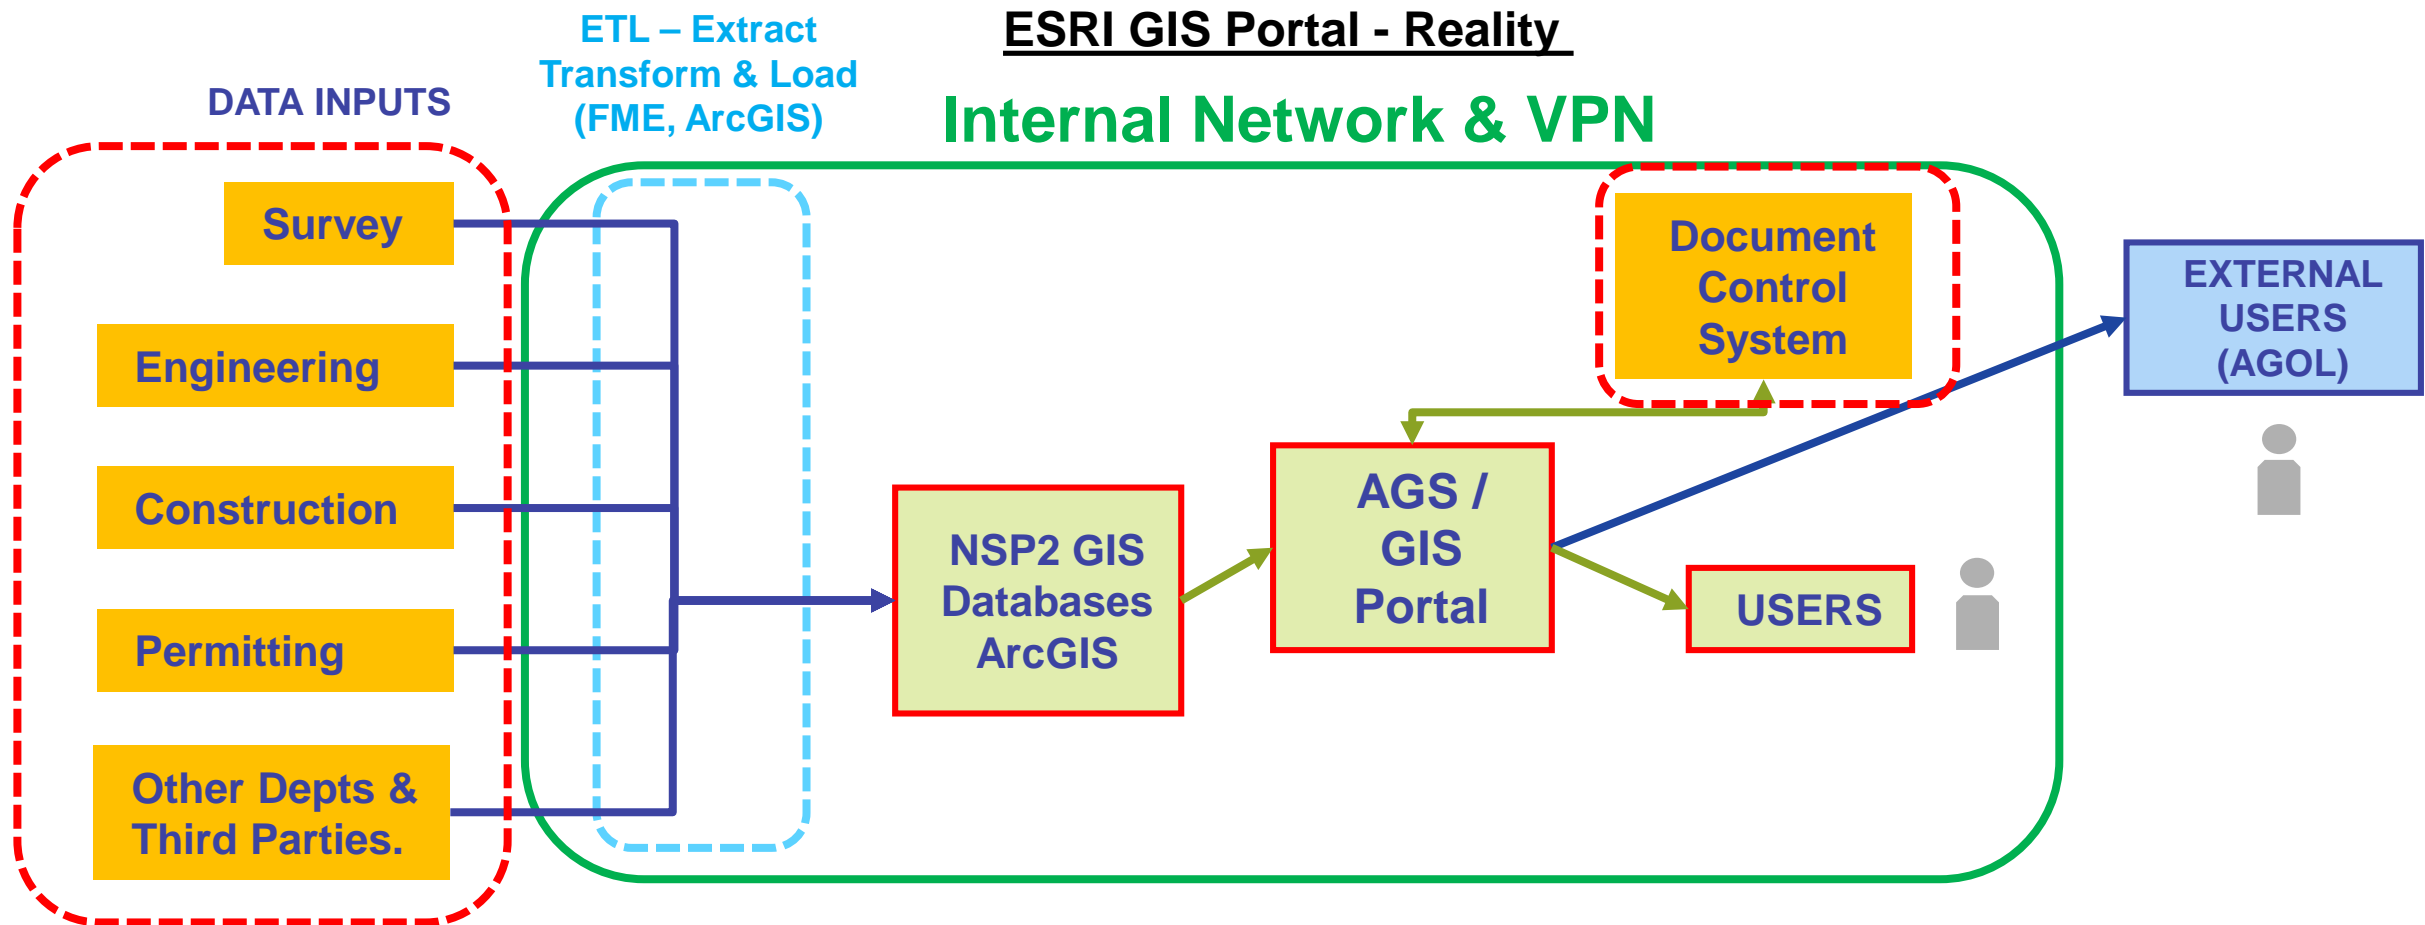 ESRI GIS Portal - Reality
ETL – Extract
Transform & Load
(FME, ArcGIS)
DATA INPUTS
Internal Network & VPN
Survey
Engineering
Construction
Permitting
Other Depts &
Third Parties.
NSP2 GIS
Databases
ArcGIS
AGS /
GIS
Portal
Document
Control
System
USERS
EXTERNAL
USERS
(AGOL)